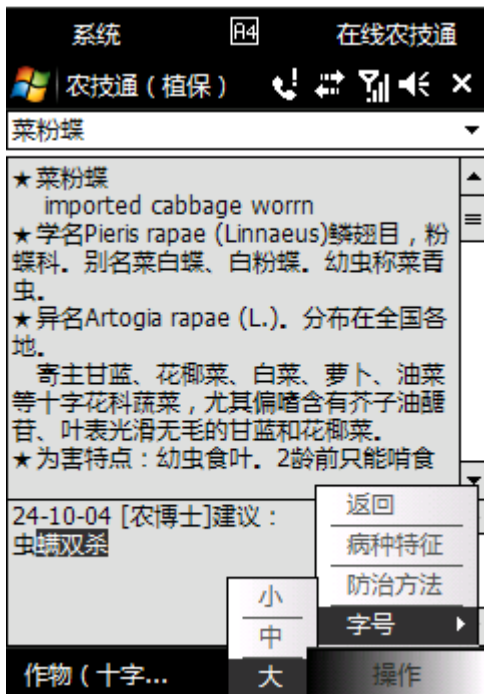 系统 A4 在线农技通
农技通（植保）
菜粉蝶
★菜粉蝶
imported cabbage worrn
★学名Pieris rapae (Linnaeus)鳞翅目，粉
蝶科．别名菜白蝶、白粉蝶．幼虫称菜青
虫．
★异名Artogia rapae (L.)．分布在全国各
地．
寄主甘蓝、花椰菜、白菜、萝卜、油菜
等十字花科蔬菜，尤其偏嗜含有芥子油醣
苷、叶表光滑无毛的甘蓝和花椰菜．
★为害特点：幼虫食叶．2龄前只能啃食
24-10-04 [农博士]建议：
虫螨双杀
返回
病种特征
防治方法
字号
小
中
大
作物（十字...
操作